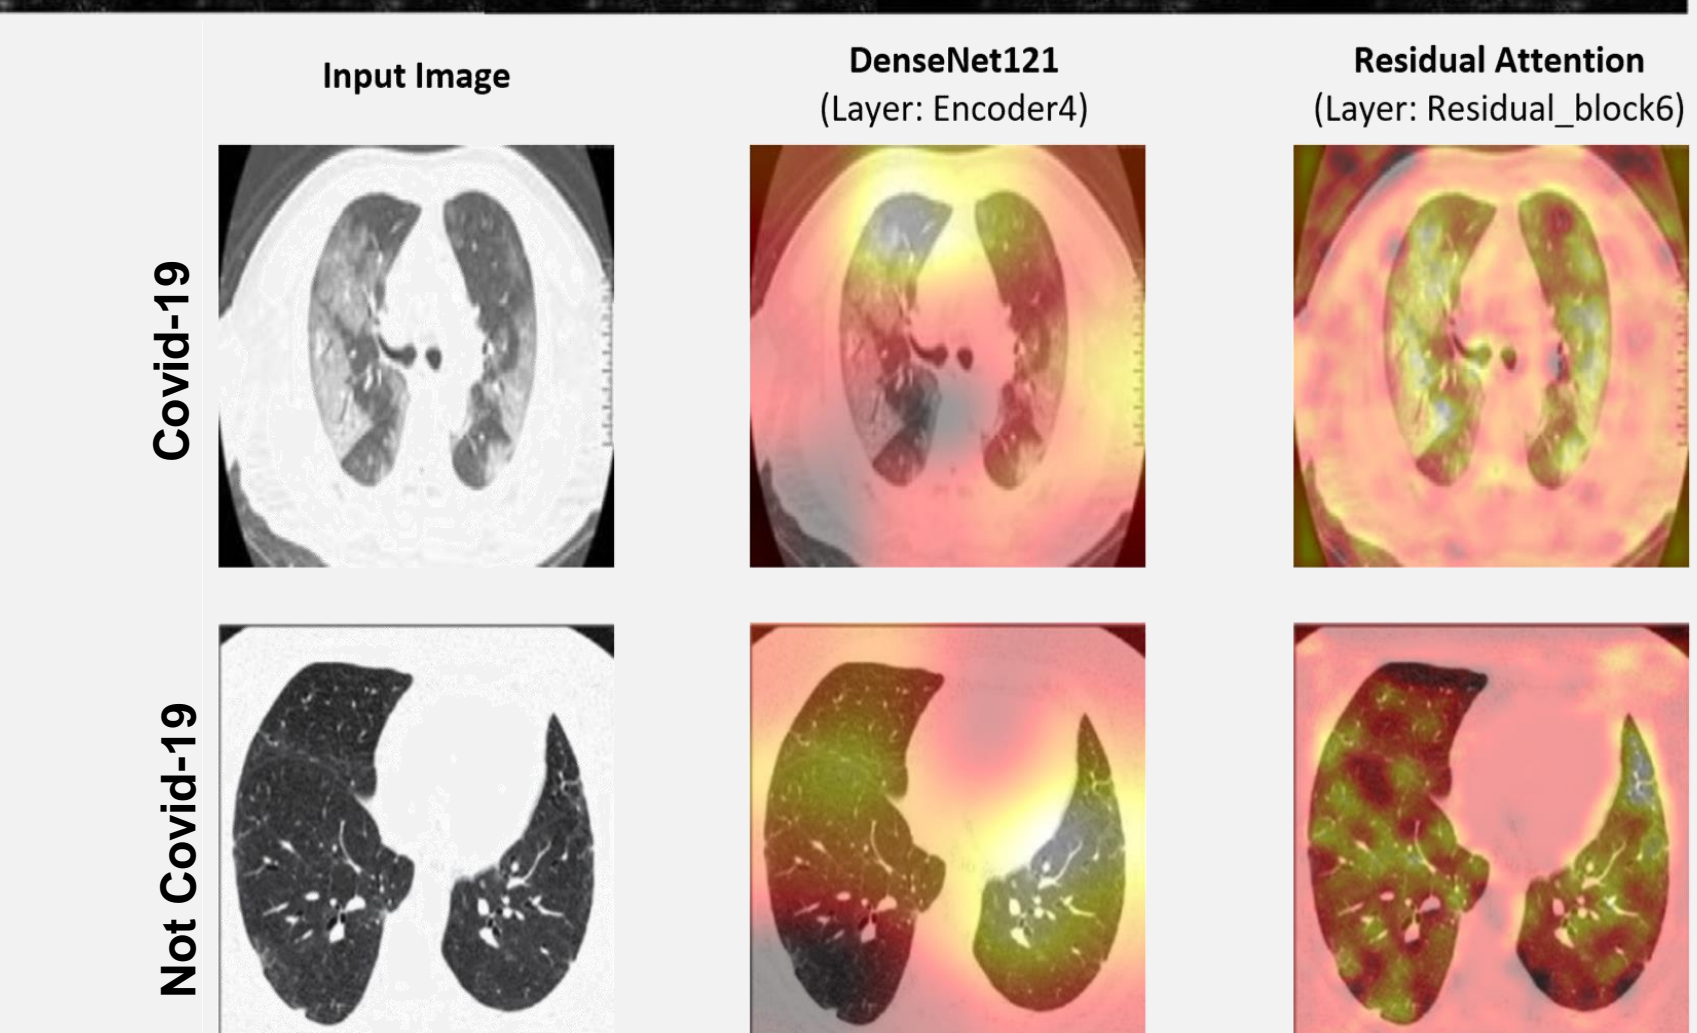 Input Image
DenseNet121
(Layer: Encoder4)
Residual Attention
(Layer: Residual_block6)
Covid-19
Not Covid-19